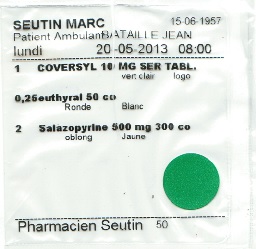 SEUTIN MARC 15-06-1957
Patient Ambulant BATAILLE JEAN
lundi 20-05-2013 08:00
1 COVERSYL 10 MG SER TABL.
vert clair logo
0,25euthyral 50 co
Ronde Blanc
2 Salazopyrine 500 mg 300 co
oblong Jaune
Pharmacien Seutin 50